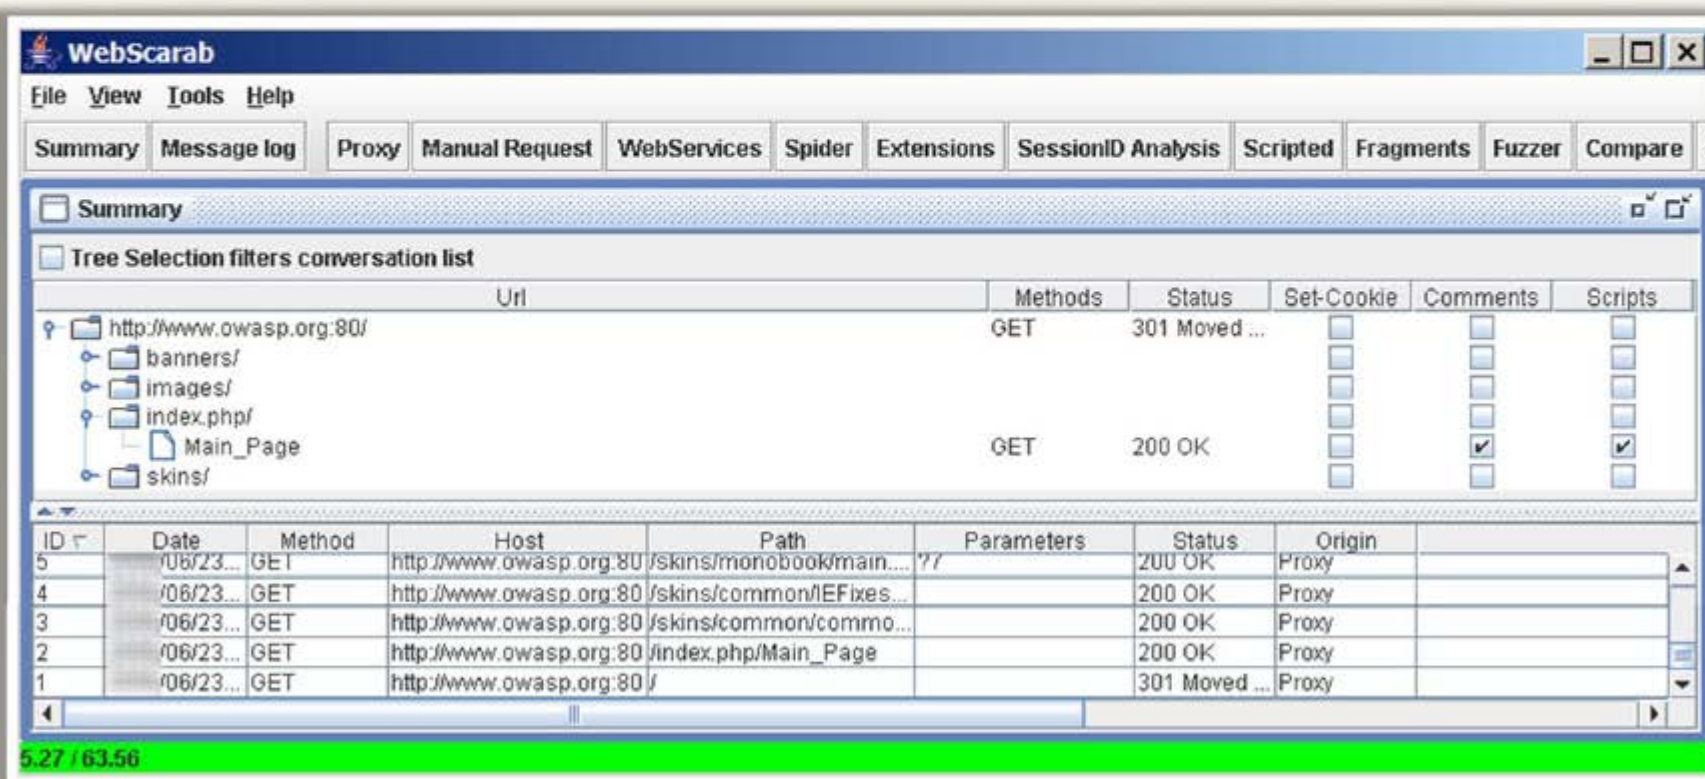 WebScarab
File View Tools Help
Summary Message log Proxy Manual Request WebServices Spider Extensions SessionID Analysis Scripted Fragments Fuzzer Compare
Summary
Tree Selection filters conversation list
Url Methods Status Set-Cookie Comments Scripts
http://www.owasp.org:80/ GET 301 Moved ...
banners/
images/
index.php/
Main_Page GET 200 OK
skins/
ID Date Method Host Path Parameters Status Origin
5 /06/23... GET http://www.owasp.org:80 /skins/monobook/main.... ?7 200 OK Proxy
4 /06/23... GET http://www.owasp.org:80 /skins/common/IEFixes... 200 OK Proxy
3 /06/23... GET http://www.owasp.org:80 /skins/common/commo... 200 OK Proxy
2 /06/23... GET http://www.owasp.org:80 /index.php/Main_Page 200 OK Proxy
1 /06/23... GET http://www.owasp.org:80 / 301 Moved ... Proxy
5.27 / 63.56